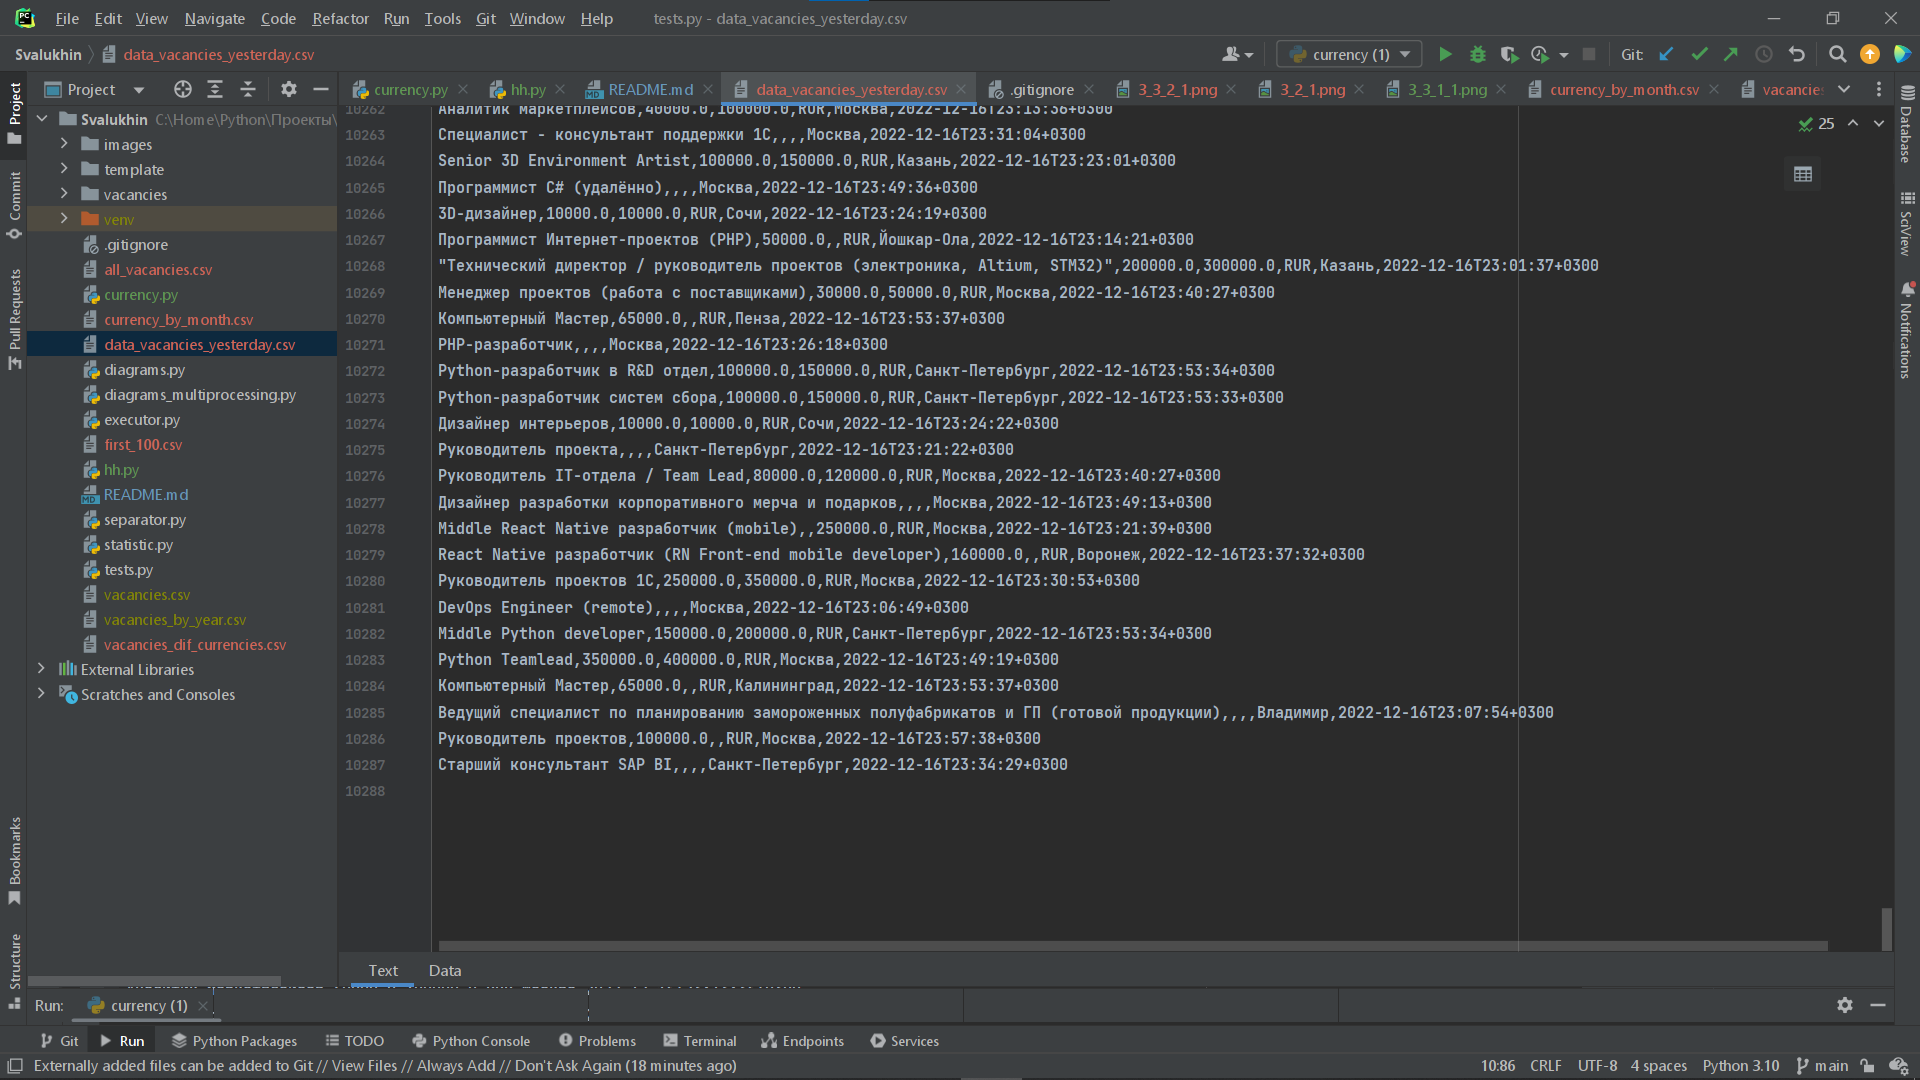 File Edit View Navigate Code Refactor Run Tools Git Window Help tests.py - data_vacancies_yesterday.csv
Svalukhin data_vacancies_yesterday.csv currency (1) Git:
Project currency.py hh.py README.md data_vacancies_yesterday.csv .gitignore 3_3_2_1.png 3_2_1.png 3_3_1_1.png currency_by_month.csv vacancies
25
Project
Commit
Pull Requests
Bookmarks
Structure
Svalukhin C:\Home\Python\Проекты\
images
template
vacancies
venv
.gitignore
all_vacancies.csv
currency.py
currency_by_month.csv
data_vacancies_yesterday.csv
diagrams.py
diagrams_multiprocessing.py
executor.py
first_100.csv
hh.py
README.md
separator.py
statistic.py
tests.py
vacancies.csv
vacancies_by_year.csv
vacancies_dif_currencies.csv
External Libraries
Scratches and Consoles
10262 Аналитик маркетплейсов,40000.0,100000.0,RUR,Москва,2022-12-16T23:13:36+0300
10263 Специалист - консультант поддержки 1С,,,,Москва,2022-12-16T23:31:04+0300
10264 Senior 3D Environment Artist,100000.0,150000.0,RUR,Казань,2022-12-16T23:23:01+0300
10265 Программист C# (удалённо),,,,Москва,2022-12-16T23:49:36+0300
10266 3D-дизайнер,10000.0,10000.0,RUR,Сочи,2022-12-16T23:24:19+0300
10267 Программист Интернет-проектов (PHP),50000.0,,RUR,Йошкар-Ола,2022-12-16T23:14:21+0300
10268 "Технический директор / руководитель проектов (электроника, Altium, STM32)",200000.0,300000.0,RUR,Казань,2022-12-16T23:01:37+0300
10269 Менеджер проектов (работа с поставщиками),30000.0,50000.0,RUR,Москва,2022-12-16T23:40:27+0300
10270 Компьютерный Мастер,65000.0,,RUR,Пенза,2022-12-16T23:53:37+0300
10271 PHP-разработчик,,,,Москва,2022-12-16T23:26:18+0300
10272 Python-разработчик в R&D отдел,100000.0,150000.0,RUR,Санкт-Петербург,2022-12-16T23:53:34+0300
10273 Python-разработчик систем сбора,100000.0,150000.0,RUR,Санкт-Петербург,2022-12-16T23:53:33+0300
10274 Дизайнер интерьеров,10000.0,10000.0,RUR,Сочи,2022-12-16T23:24:22+0300
10275 Руководитель проекта,,,,Санкт-Петербург,2022-12-16T23:21:22+0300
10276 Руководитель IT-отдела / Team Lead,80000.0,120000.0,RUR,Москва,2022-12-16T23:40:27+0300
10277 Дизайнер разработки корпоративного мерча и подарков,,,,Москва,2022-12-16T23:49:13+0300
10278 Middle React Native разработчик (mobile),,250000.0,RUR,Москва,2022-12-16T23:21:39+0300
10279 React Native разработчик (RN Front-end mobile developer),160000.0,,RUR,Воронеж,2022-12-16T23:37:32+0300
10280 Руководитель проектов 1С,250000.0,350000.0,RUR,Москва,2022-12-16T23:30:53+0300
10281 DevOps Engineer (remote),,,,Москва,2022-12-16T23:06:49+0300
10282 Middle Python developer,150000.0,200000.0,RUR,Санкт-Петербург,2022-12-16T23:53:34+0300
10283 Python Teamlead,350000.0,400000.0,RUR,Москва,2022-12-16T23:49:19+0300
10284 Компьютерный Мастер,65000.0,,RUR,Калининград,2022-12-16T23:53:37+0300
10285 Ведущий специалист по планированию замороженных полуфабрикатов и ГП (готовой продукции),,,,Владимир,2022-12-16T23:07:54+0300
10286 Руководитель проектов,100000.0,,RUR,Москва,2022-12-16T23:57:38+0300
10287 Старший консультант SAP BI,,,,Санкт-Петербург,2022-12-16T23:34:29+0300
10288
Database
SciView
Notifications
Text Data
Run: currency (1)
Git Run Python Packages TODO Python Console Problems Terminal Endpoints Services
Externally added files can be added to Git // View Files // Always Add // Don't Ask Again (18 minutes ago) 10:86 CRLF UTF-8 4 spaces Python 3.10 main